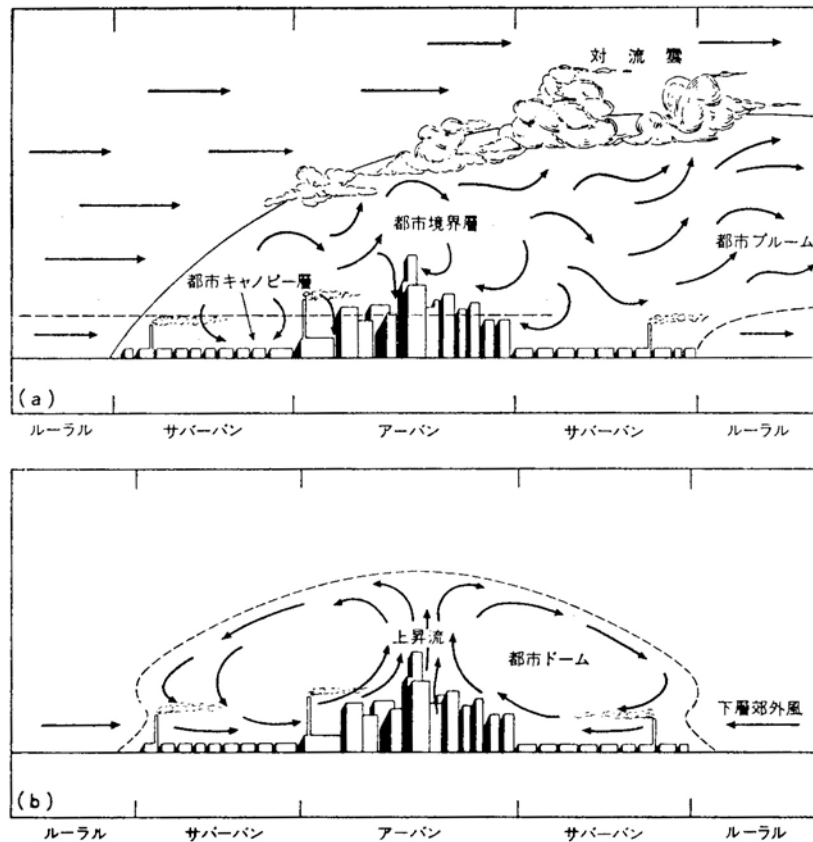 対流雲
都市境界層
都市プルーム
都市キャノピー層
(a)
ルーラル サバーバン アーバン サバーバン ルーラル
上昇流
都市ドーム
下層郊外風
(b)
ルーラル サバーバン アーバン サバーバン ルーラル